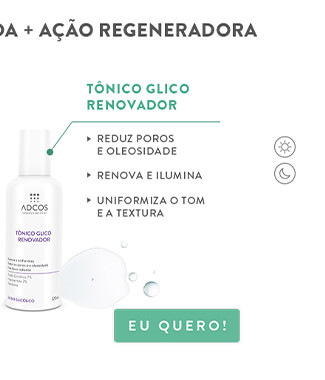 DA + AÇÃO REGENERADORA
TÔNICO GLICO
RENOVADOR
REDUZ POROS
E OLEOSIDADE
RENOVA E ILUMINA
UNIFORMIZA O TOM
E A TEXTURA
ADCOS
TÔNICO GLICO
RENOVADOR
EU QUERO!